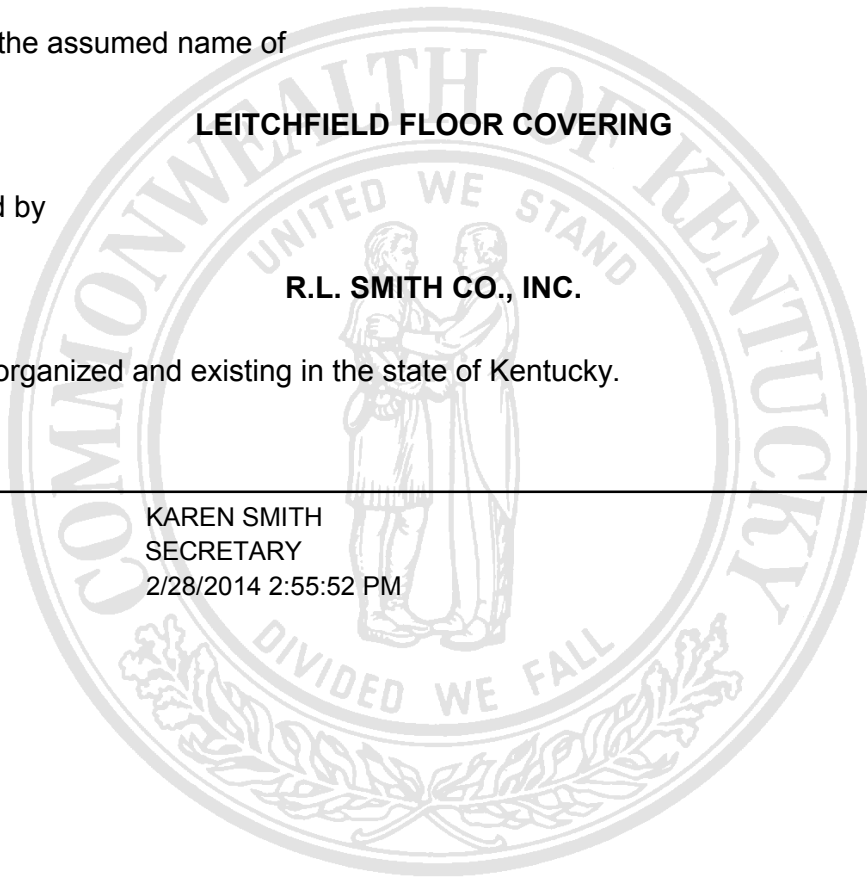 the assumed name of
LEITCHFIELD FLOOR COVERING
d by
R.L. SMITH CO., INC.
organized and existing in the state of Kentucky.
KAREN SMITH
SECRETARY
2/28/2014 2:55:52 PM
COMMONWEALTH OF KENTUCKY
UNITED WE STAND
DIVIDED WE FALL